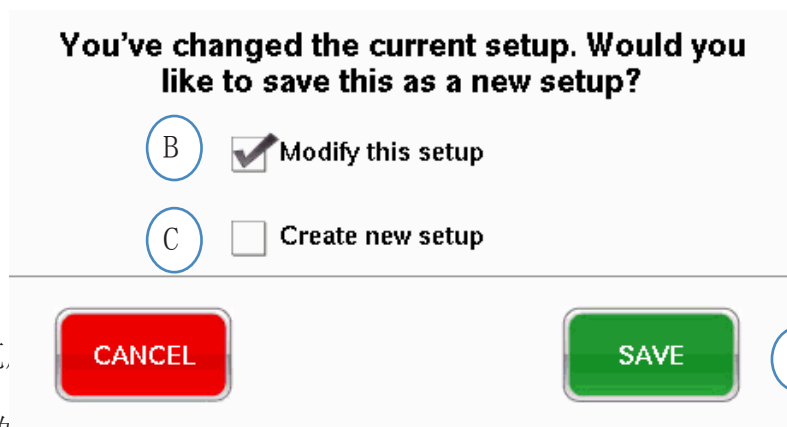 You've changed the current setup. Would you
like to save this as a new setup?
B Modify this setup
C Create new setup
CANCEL SAVE